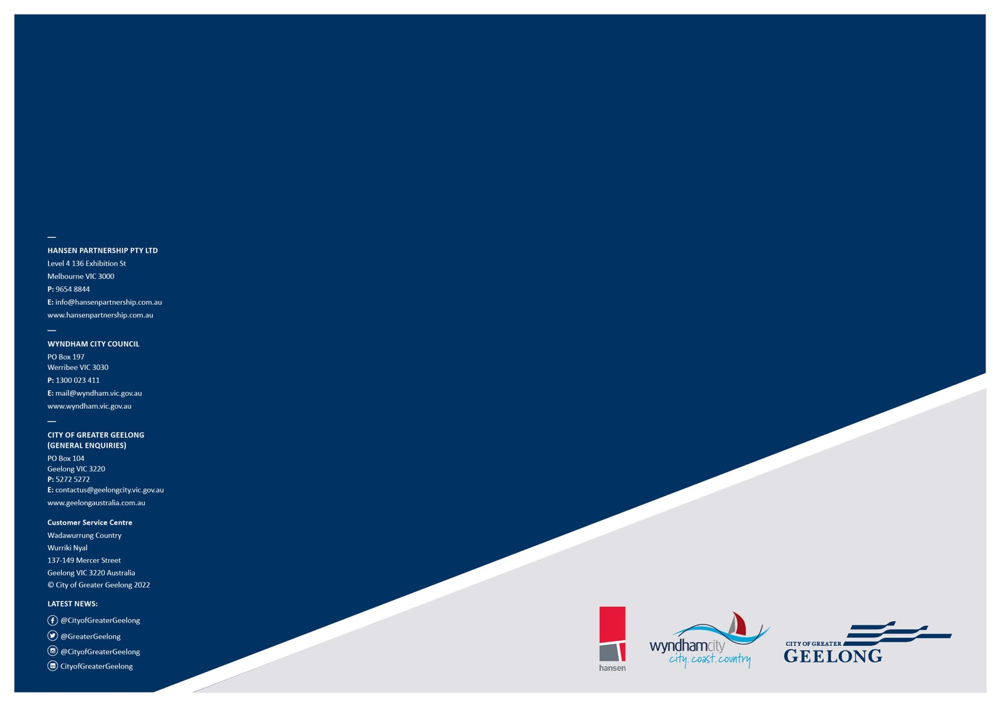 —
HANSEN PARTNERSHIP PTY LTD
Level 4 136 Exhibition St
Melbourne VIC 3000
P: 9654 8844
E: info@hansenpartnership.com.au
www.hansenpartnership.com.au
—
WYNDHAM CITY COUNCIL
PO Box 197
Werribee VIC 3030
P: 1300 023 411
E: mail@wyndham.vic.gov.au
www.wyndham.vic.gov.au
—
CITY OF GREATER GEELONG
(GENERAL ENQUIRIES)
PO Box 104
Geelong VIC 3220
P: 5272 5272
E: contactus@geelongcity.vic.gov.au
www.geelongaustralia.com.au
Customer Service Centre
Wadawurrung Country
Wurriki Nyal
137-149 Mercer Street
Geelong VIC 3220 Australia
© City of Greater Geelong 2022
LATEST NEWS:
@CityofGreaterGeelong
@GreaterGeelong
@CityofGreaterGeelong
CityofGreaterGeelong
hansen
wyndhamcity
city. coast. country
CITY OF GREATER
GEELONG